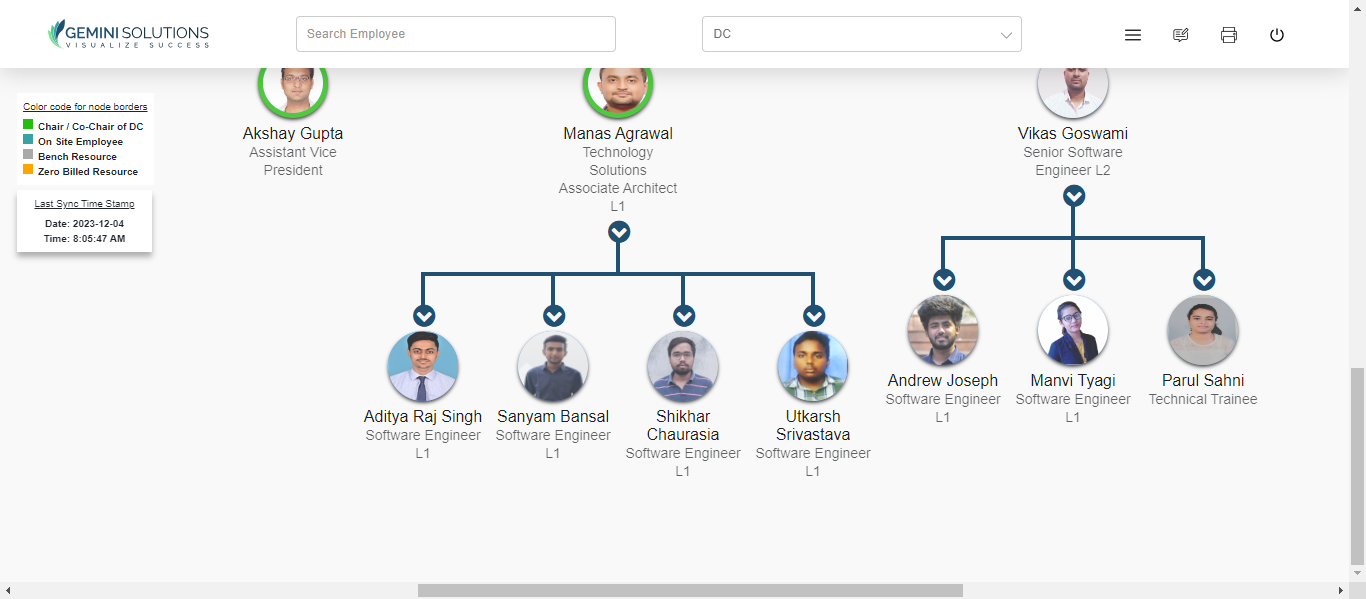 GEMINI SOLUTIONS
VISUALIZE SUCCESS
Search Employee
DC
Color code for node borders
Chair / Co-Chair of DC
On Site Employee
Bench Resource
Zero Billed Resource
Last Sync Time Stamp
Date: 2023-12-04
Time: 8:05:47 AM
Akshay Gupta
Assistant Vice
President
Manas Agrawal
Technology
Solutions
Associate Architect
L1
Vikas Goswami
Senior Software
Engineer L2
Aditya Raj Singh
Software Engineer
L1
Sanyam Bansal
Software Engineer
L1
Shikhar
Chaurasia
Software Engineer
L1
Utkarsh
Srivastava
Software Engineer
L1
Andrew Joseph
Software Engineer
L1
Manvi Tyagi
Software Engineer
L1
Parul Sahni
Technical Trainee